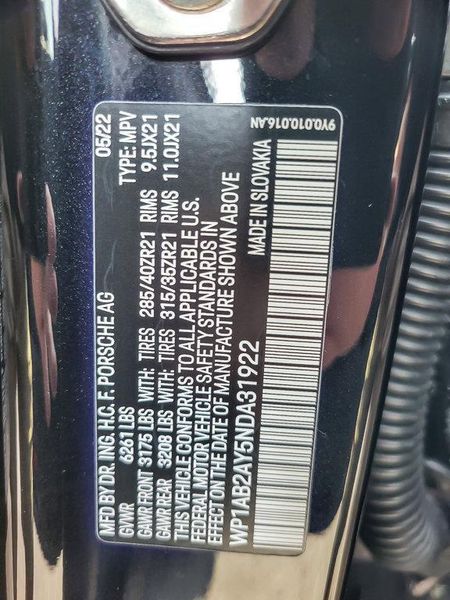 MFD BY DR. ING. H.C. F. PORSCHE AG 05/22
GVWR 6261 LBS TYPE: MPV
GAWR FRONT 3175 LBS WITH: TIRES 285/40ZR21 RIMS 9.5JX21
GAWR REAR 3208 LBS WITH: TIRES 315/35ZR21 RIMS 11.0JX21
THIS VEHICLE CONFORMS TO ALL APPLICABLE U.S.
FEDERAL MOTOR VEHICLE SAFETY STANDARDS IN
EFFECT ON THE DATE OF MANUFACTURE SHOWN ABOVE
WP1AB2AY5NDA31922 MADE IN SLOVAKIA
9Y0.010.016.AN